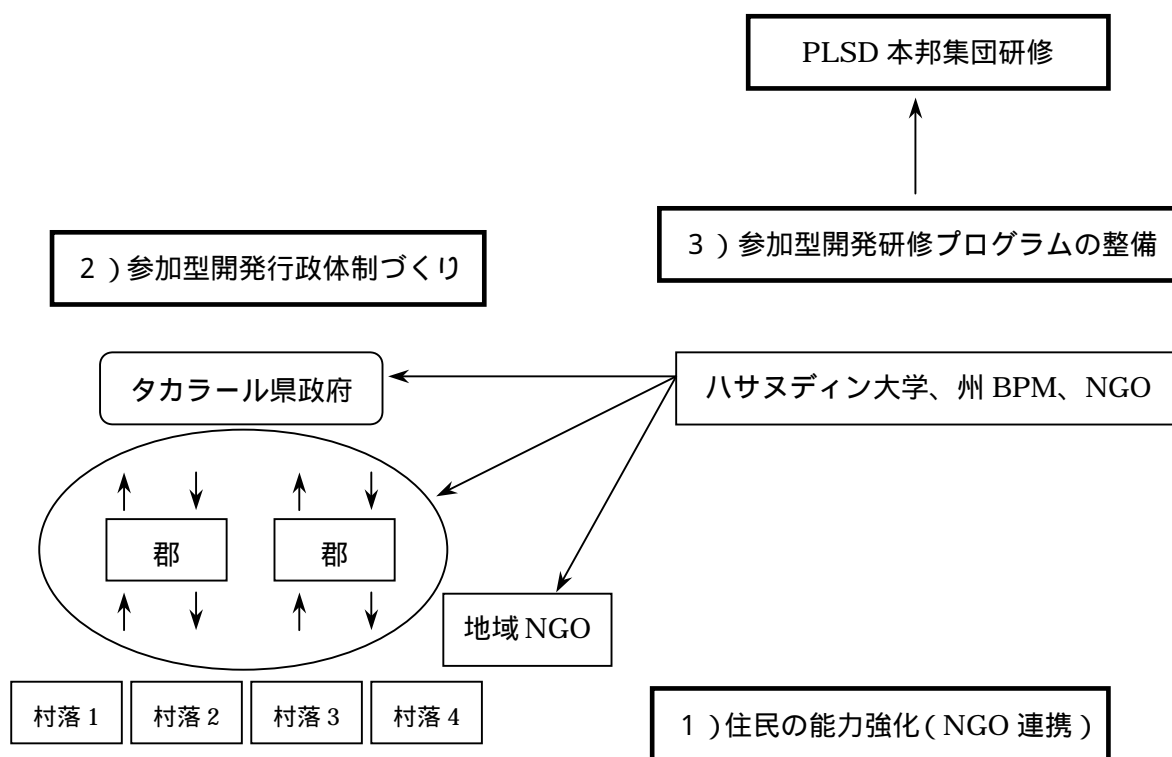 PLSD 本邦集団研修
3）参加型開発研修プログラムの整備
2）参加型開発行政体制づくり
タカラール県政府
ハサヌディン大学、州 BPM、NGO
郡
郡
地域 NGO
村落 1
村落 2
村落 3
村落 4
1）住民の能力強化（NGO 連携）